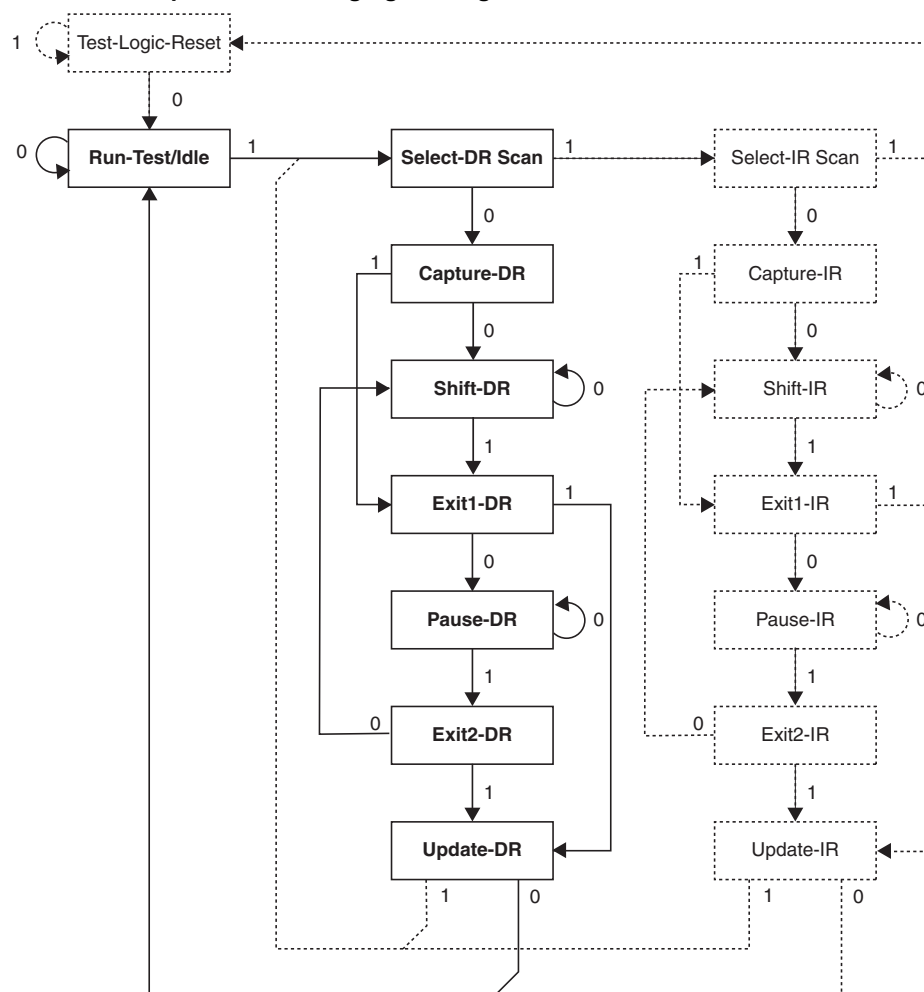 1
Test-Logic-Reset
0
0
Run-Test/Idle
1
Select-DR Scan
1
Select-IR Scan
1
0
0
1
Capture-DR
1
Capture-IR
0
0
Shift-DR
0
Shift-IR
0
1
1
Exit1-DR
1
Exit1-IR
1
0
0
Pause-DR
0
Pause-IR
0
1
1
0
Exit2-DR
0
Exit2-IR
1
1
Update-DR
Update-IR
1
0
1
0